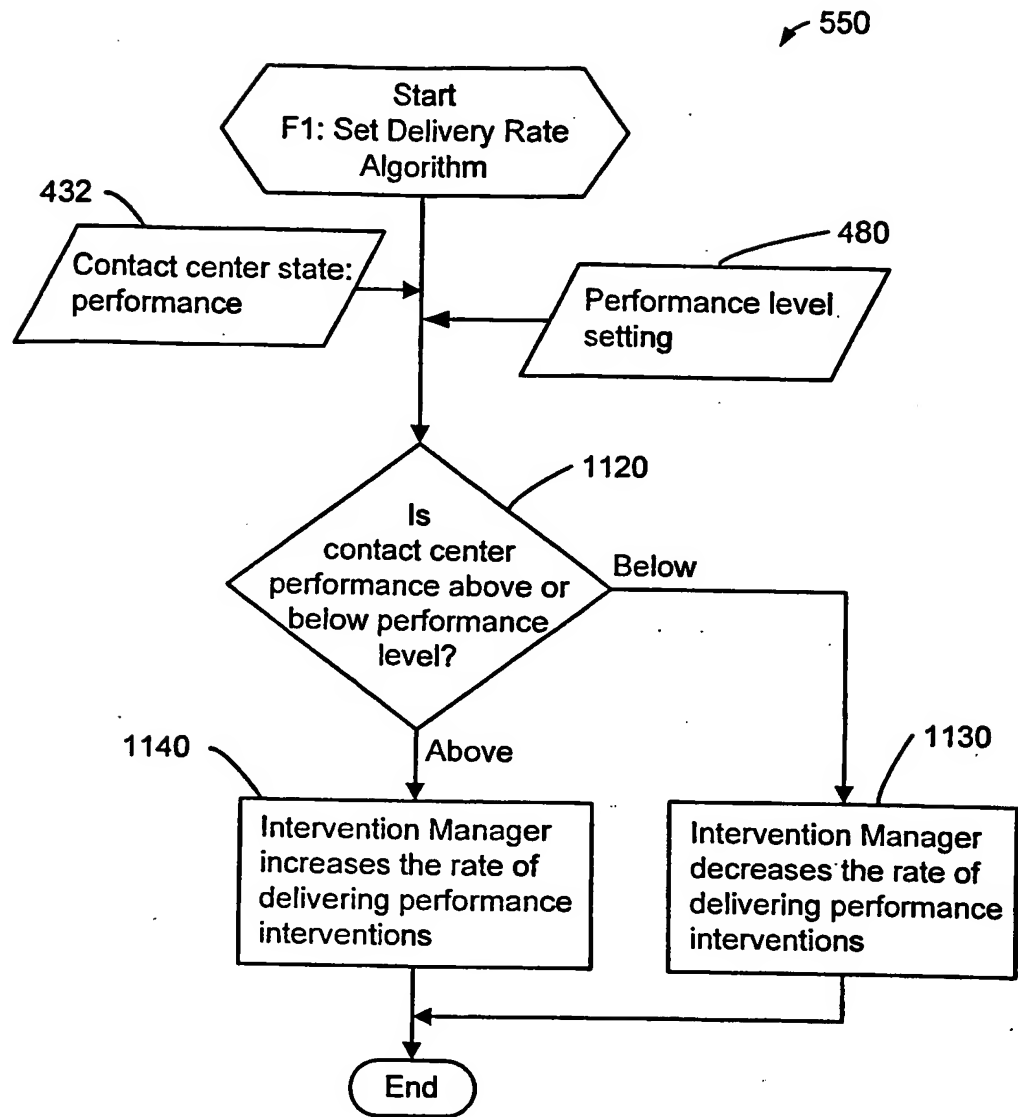 550
Start
F1: Set Delivery Rate
Algorithm
432
Contact center state:
performance
480
Performance level
setting
1120
Is
contact center
performance above or
below performance
level?
Below
Above
1140
Intervention Manager
increases the rate of
delivering performance
interventions
1130
Intervention Manager
decreases the rate of
delivering performance
interventions
End